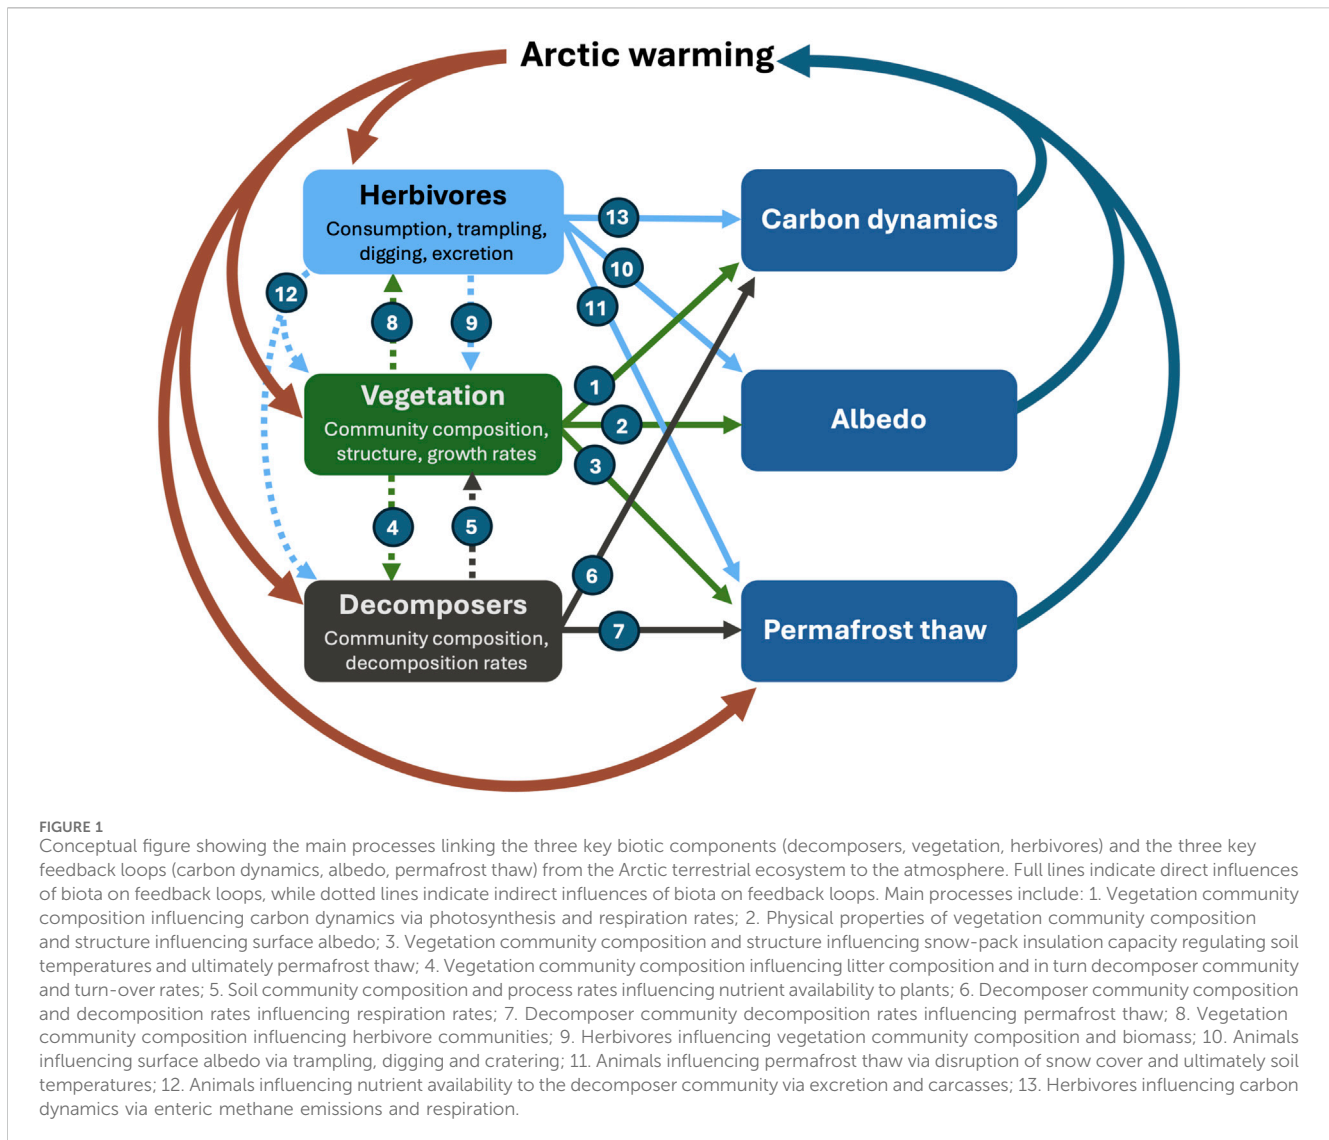 Arctic warming
Herbivores
Consumption, trampling,
digging, excretion
Carbon dynamics
13
10
11
12
8
9
Vegetation
Community composition,
structure, growth rates
Albedo
1
2
3
4
5
Decomposers
Community composition,
decomposition rates
Permafrost thaw
6
7
FIGURE 1
Conceptual figure showing the main processes linking the three key biotic components (decomposers, vegetation, herbivores) and the three key
feedback loops (carbon dynamics, albedo, permafrost thaw) from the Arctic terrestrial ecosystem to the atmosphere. Full lines indicate direct influences
of biota on feedback loops, while dotted lines indicate indirect influences of biota on feedback loops. Main processes include: 1. Vegetation community
composition influencing carbon dynamics via photosynthesis and respiration rates; 2. Physical properties of vegetation community composition
and structure influencing surface albedo; 3. Vegetation community composition and structure influencing snow-pack insulation capacity regulating soil
temperatures and ultimately permafrost thaw; 4. Vegetation community composition influencing litter composition and in turn decomposer community
and turn-over rates; 5. Soil community composition and process rates influencing nutrient availability to plants; 6. Decomposer community composition
and decomposition rates influencing respiration rates; 7. Decomposer community decomposition rates influencing permafrost thaw; 8. Vegetation
community composition influencing herbivore communities; 9. Herbivores influencing vegetation community composition and biomass; 10. Animals
influencing surface albedo via trampling, digging and cratering; 11. Animals influencing permafrost thaw via disruption of snow cover and ultimately soil
temperatures; 12. Animals influencing nutrient availability to the decomposer community via excretion and carcasses; 13. Herbivores influencing carbon
dynamics via enteric methane emissions and respiration.